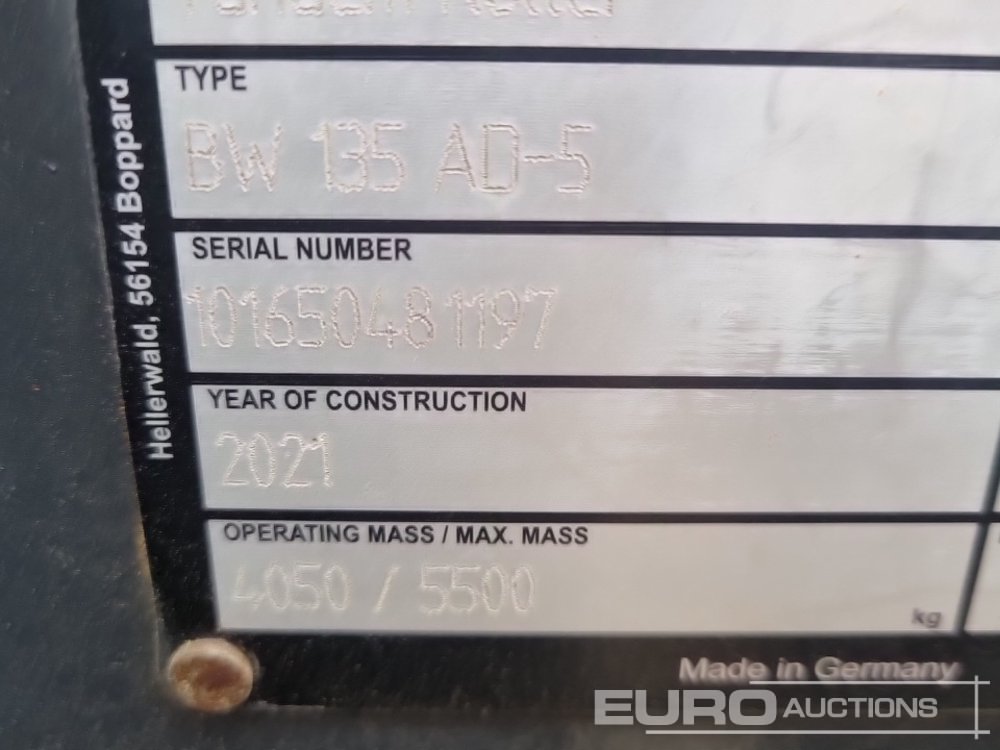 TYPE
BW 135 AD-5
SERIAL NUMBER
101650481197
YEAR OF CONSTRUCTION
2021
OPERATING MASS / MAX. MASS
4050 / 5500
kg
Hellerwald, 56154 Boppard
Made in Germany
EURO AUCTIONS